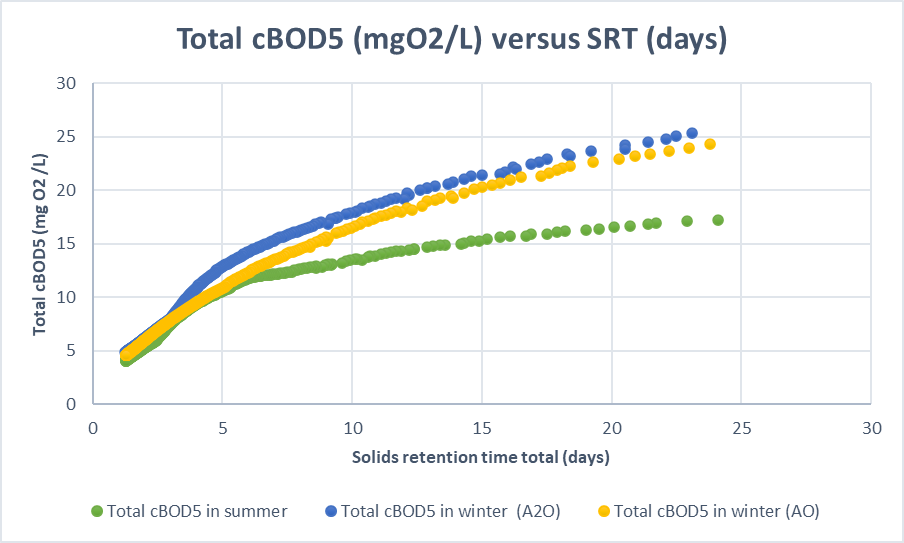 Total cBOD5 (mgO2/L) versus SRT (days)
30
25
20
15
10
5
0
Total cBOD5 (mg O2 /L)
0 5 10 15 20 25 30
Solids retention time total (days)
Total cBOD5 in summer Total cBOD5 in winter (A2O) Total cBOD5 in winter (AO)